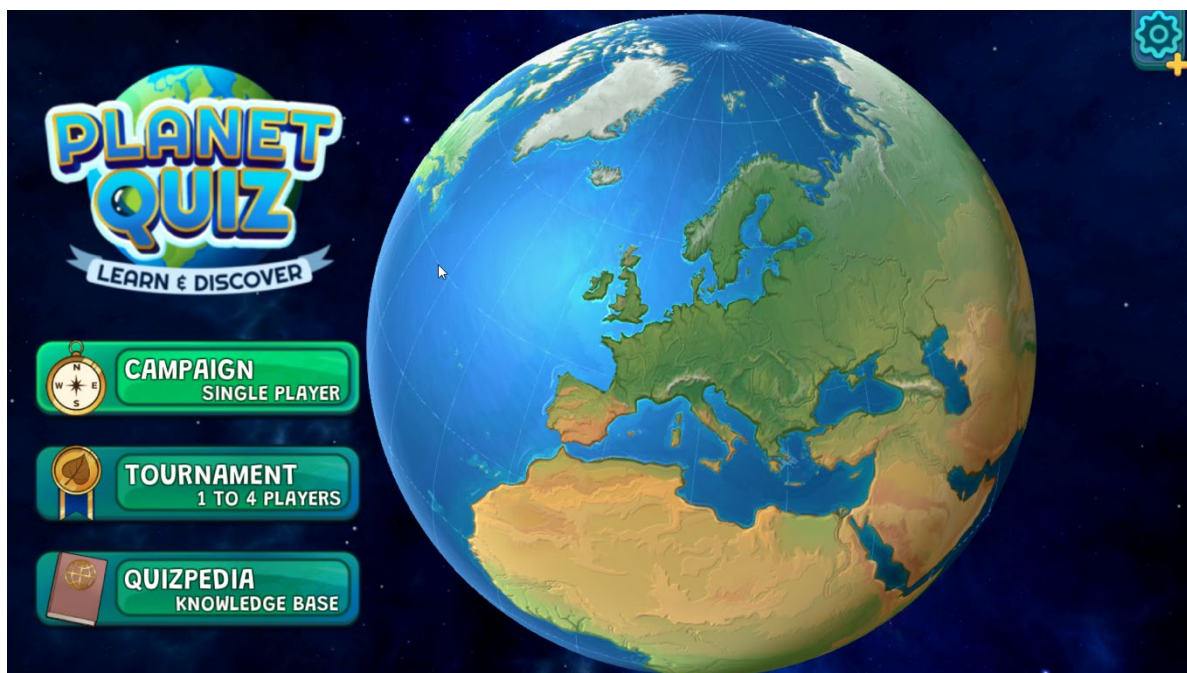 PLANET
QUIZ
LEARN & DISCOVER
CAMPAIGN
SINGLE PLAYER
TOURNAMENT
1 TO 4 PLAYERS
QUIZPEDIA
KNOWLEDGE BASE
N
W E
S